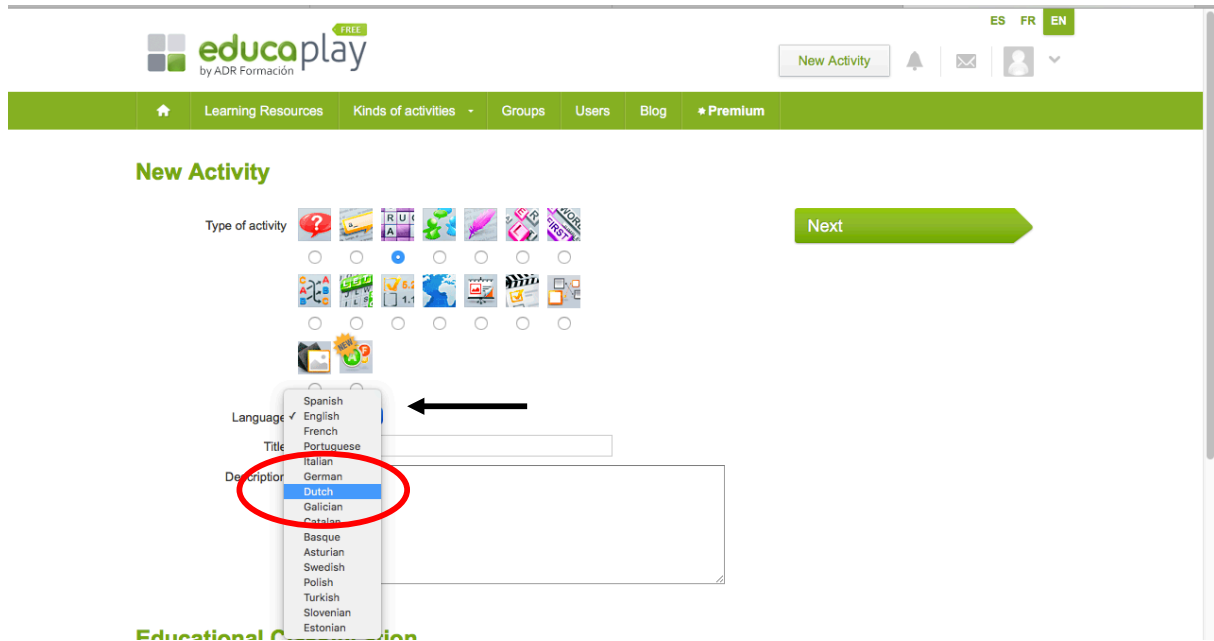 ES FR EN
FREE
educaplay
by ADR Formación
New Activity
Learning Resources Kinds of activities Groups Users Blog Premium
New Activity
Type of activity
Next
NEW
Spanish
Language ✓ English
French
Title Portuguese
Italian
Description German
Dutch
Galician
Catalan
Basque
Asturian
Swedish
Polish
Turkish
Slovenian
Estonian
Educational